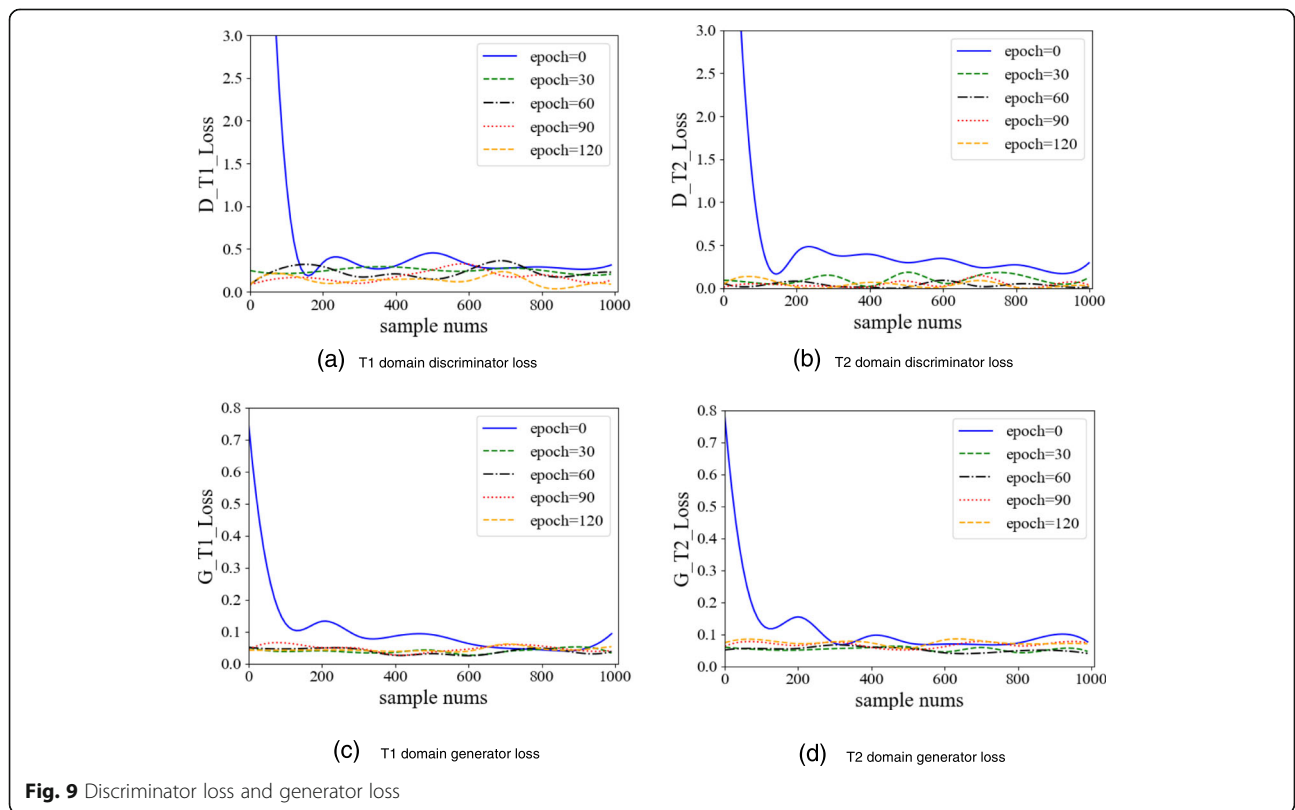 3.0
2.5
2.0
1.5
1.0
0.5
0.0
D_T1_Loss
epoch=0
epoch=30
epoch=60
epoch=90
epoch=120
0 200 400 600 800 1000
sample nums
(a) T1 domain discriminator loss
3.0
2.5
2.0
1.5
1.0
0.5
0.0
D_T2_Loss
epoch=0
epoch=30
epoch=60
epoch=90
epoch=120
0 200 400 600 800 1000
sample nums
(b) T2 domain discriminator loss
0.8
0.7
0.6
0.5
0.4
0.3
0.2
0.1
0.0
G_T1_Loss
epoch=0
epoch=30
epoch=60
epoch=90
epoch=120
0 200 400 600 800 1000
sample nums
(c) T1 domain generator loss
0.8
0.7
0.6
0.5
0.4
0.3
0.2
0.1
0.0
G_T2_Loss
epoch=0
epoch=30
epoch=60
epoch=90
epoch=120
0 200 400 600 800 1000
sample nums
(d) T2 domain generator loss
Fig. 9 Discriminator loss and generator loss